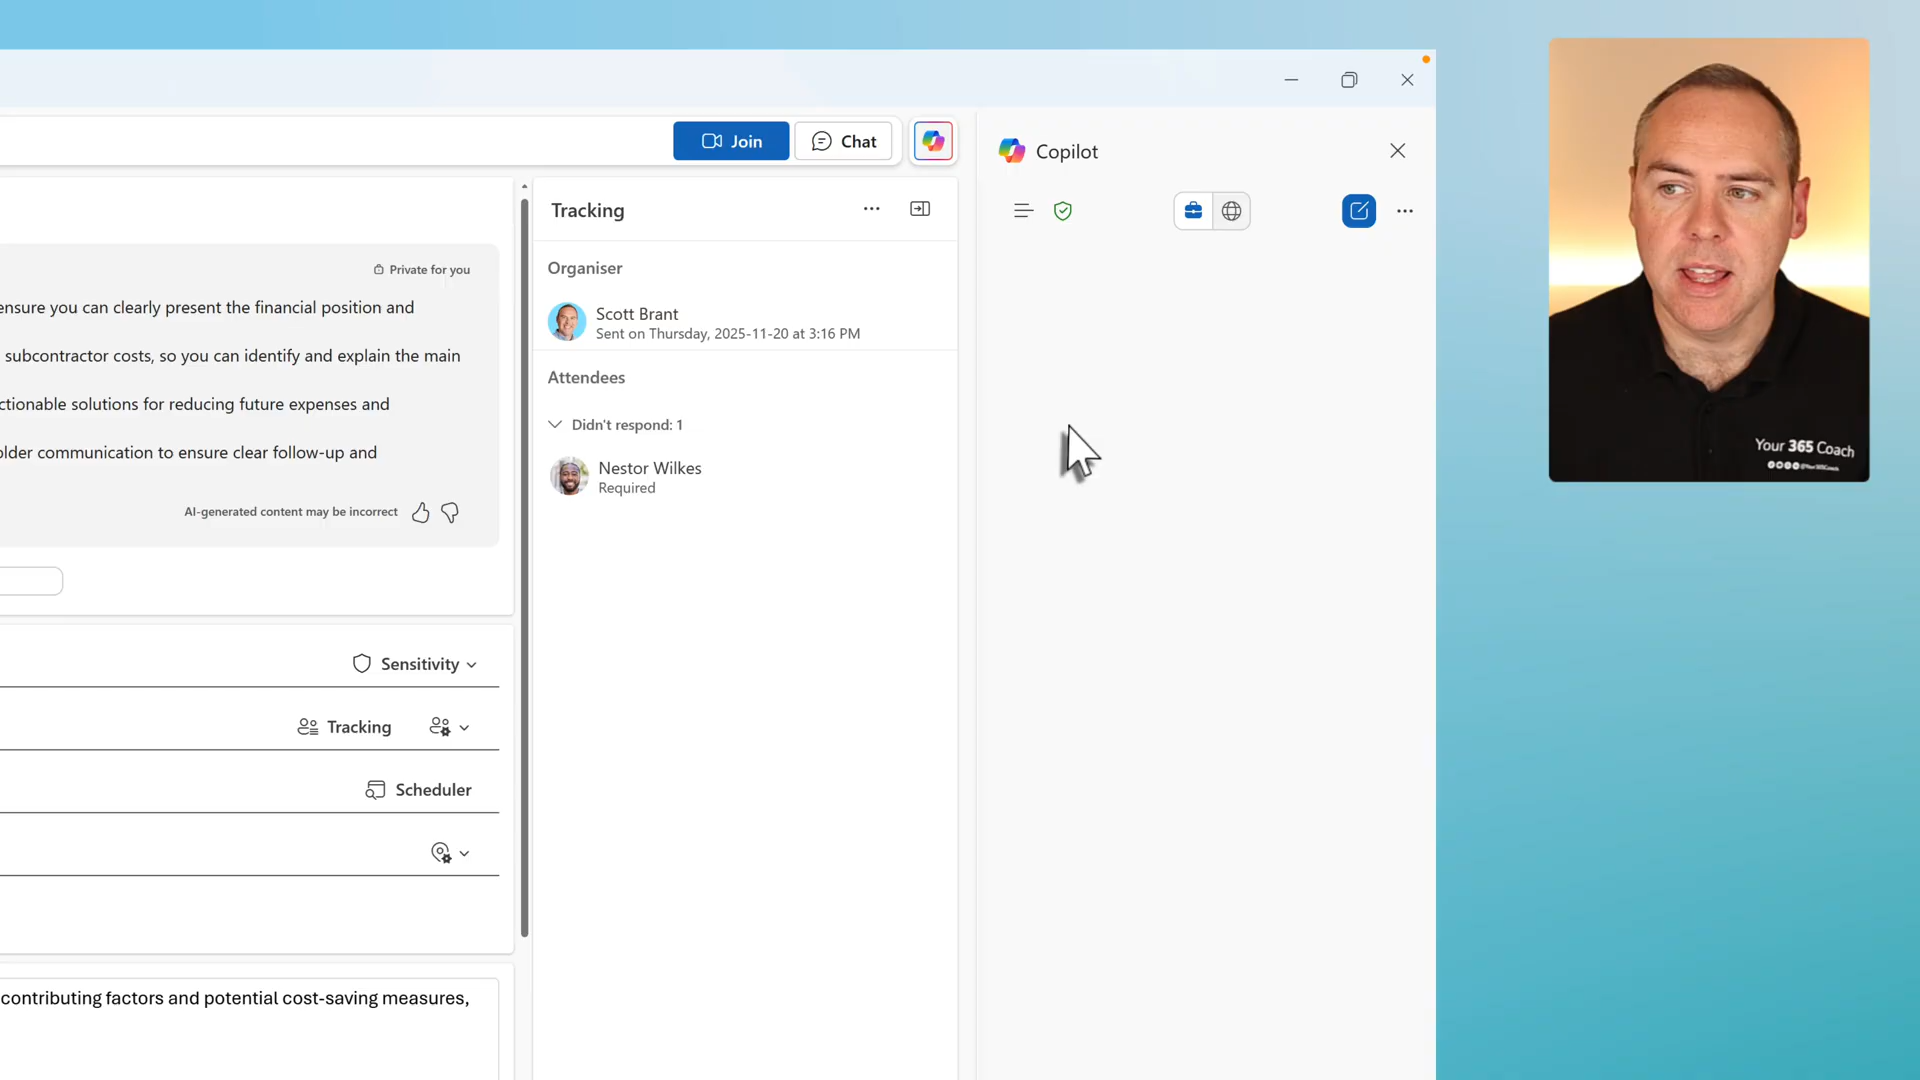 Join
Chat
Copilot
Tracking
Private for you
ensure you can clearly present the financial position and
subcontractor costs, so you can identify and explain the main
ctionable solutions for reducing future expenses and
older communication to ensure clear follow-up and
AI-generated content may be incorrect
Organiser
Scott Brant
Sent on Thursday, 2025-11-20 at 3:16 PM
Attendees
Didn't respond: 1
Nestor Wilkes
Required
Sensitivity
Tracking
Scheduler
contributing factors and potential cost-saving measures,
Your 365 Coach